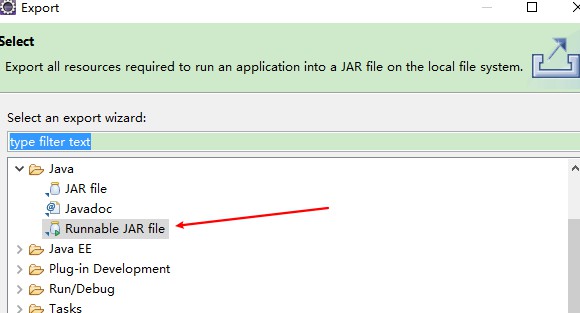 Export
Select
Export all resources required to run an application into a JAR file on the local file system.
Select an export wizard:
type filter text
Java
JAR file
Javadoc
Runnable JAR file
Java EE
Plug-in Development
Run/Debug
Tasks